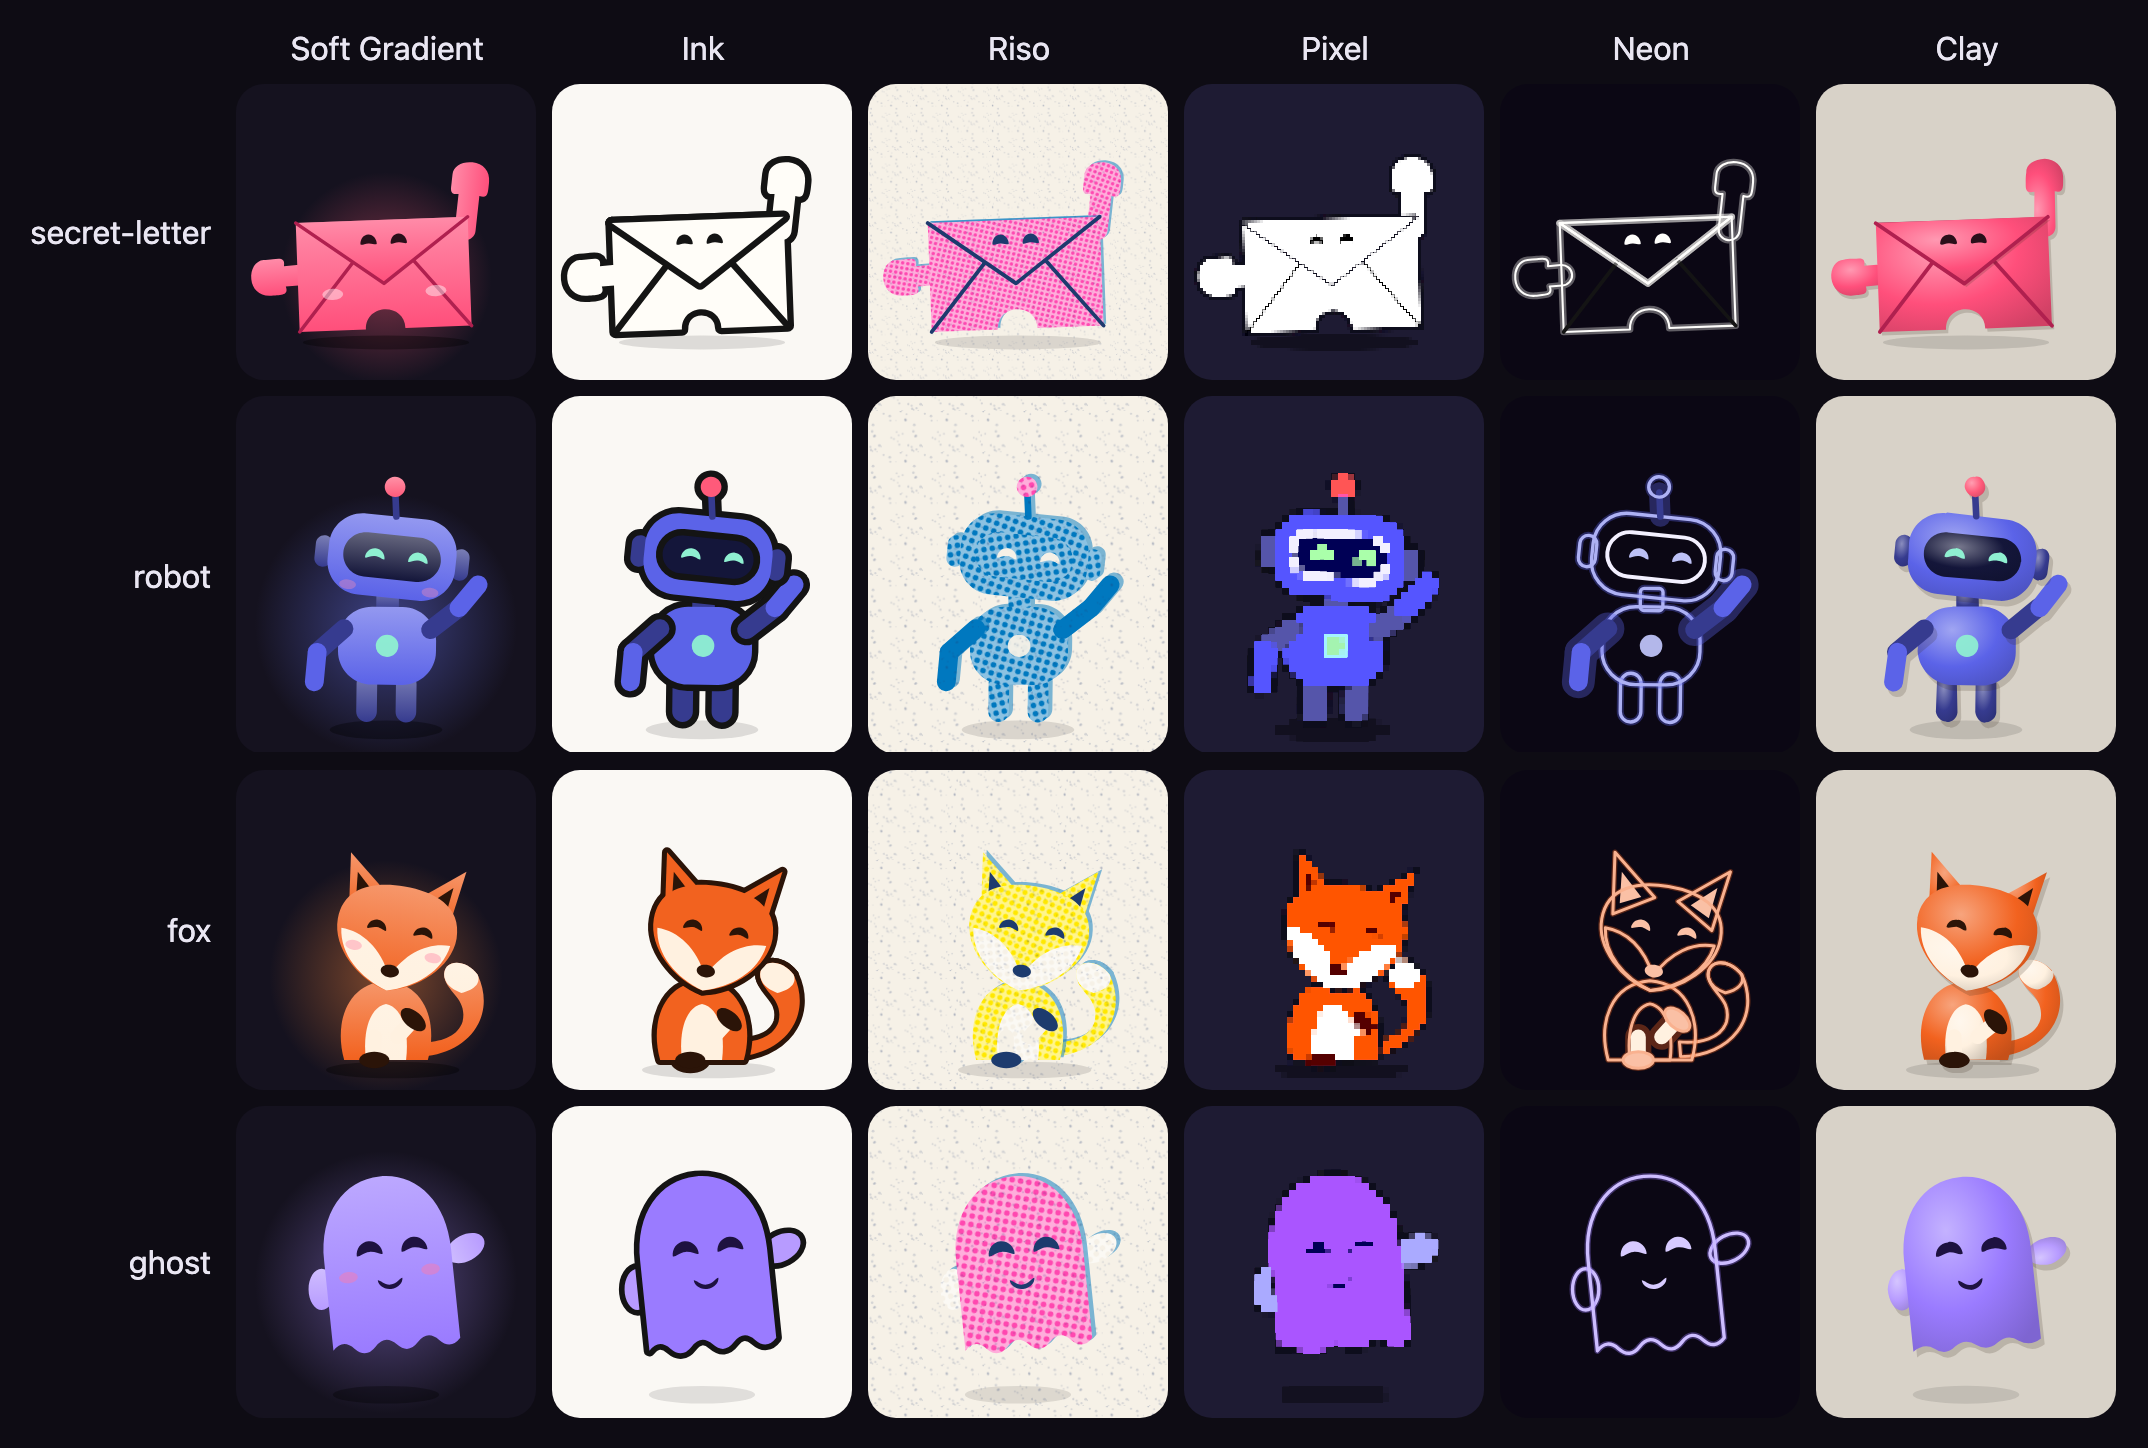 Soft Gradient Ink Riso Pixel Neon Clay
secret-letter
robot
fox
ghost